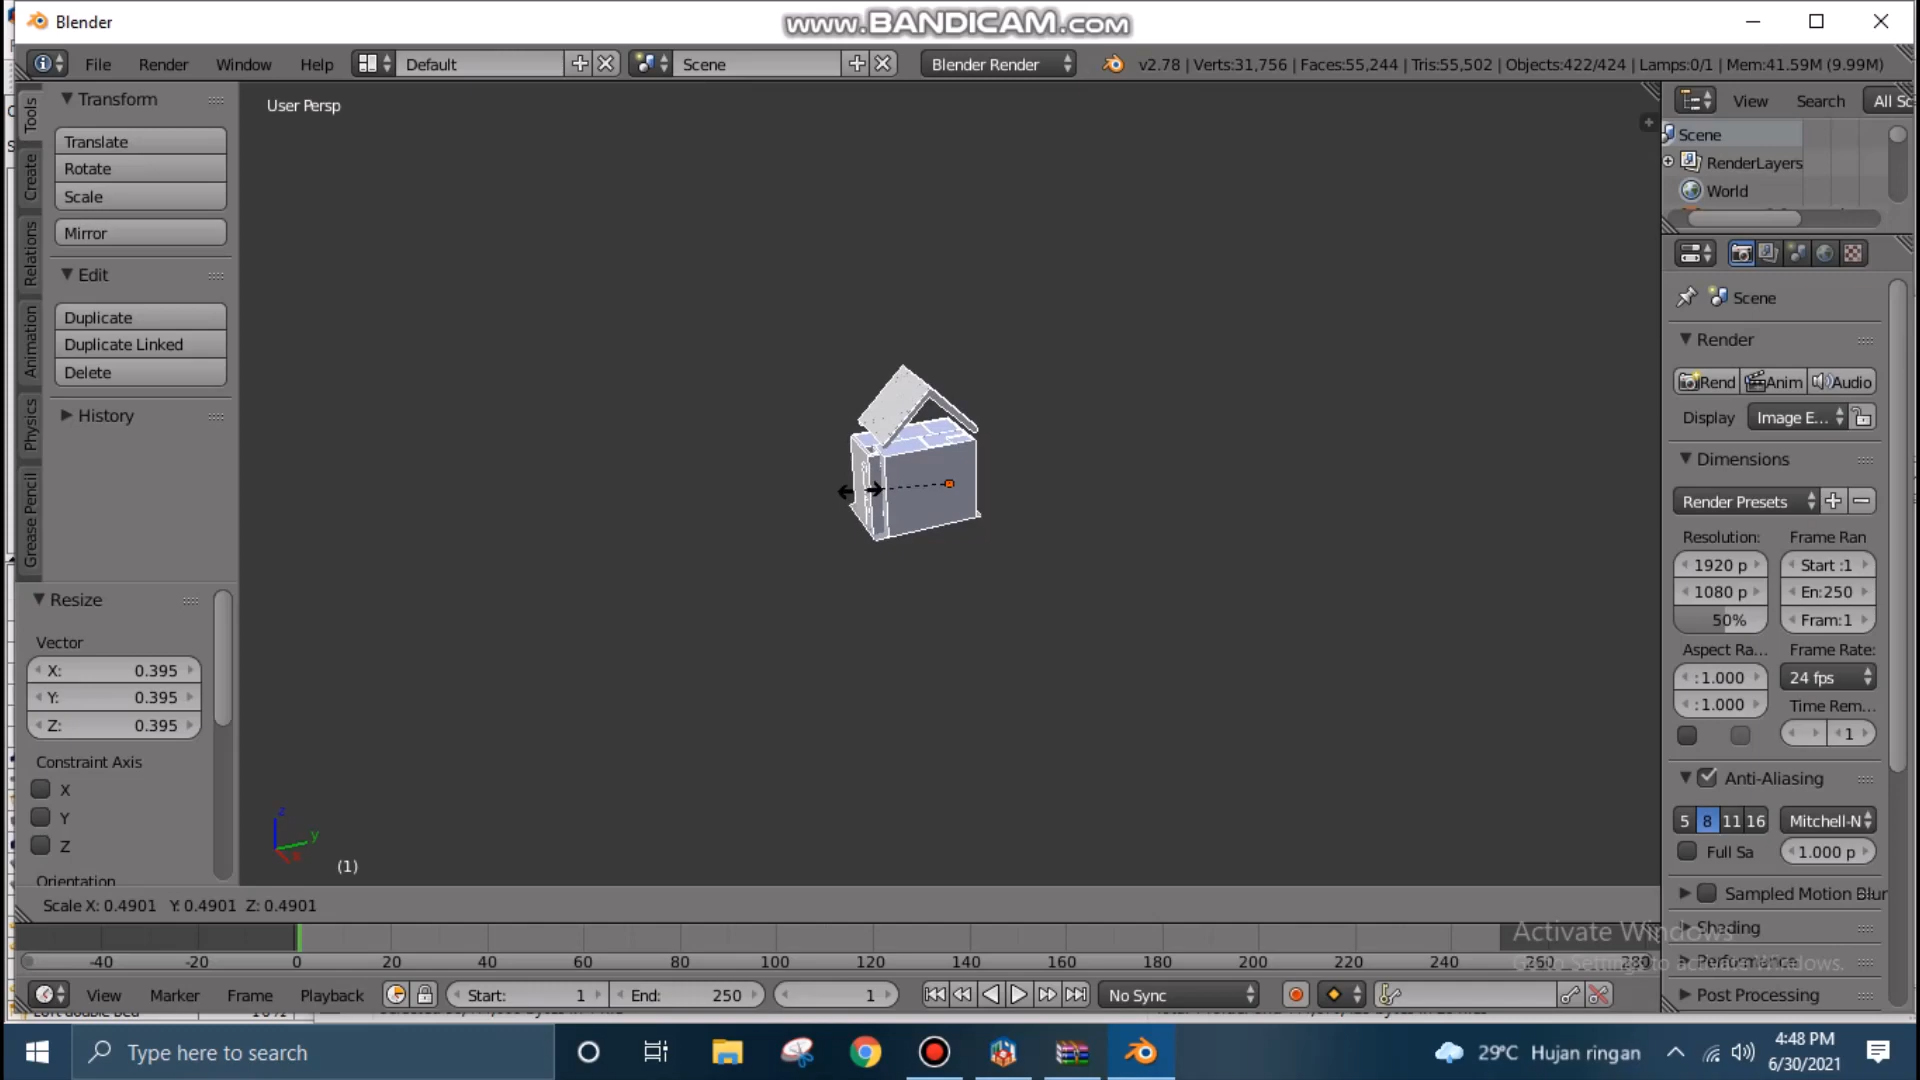 Blender
www.BANDICAM.com
File Render Window Help Default Scene Blender Render v2.78 | Verts:31,756 | Faces:55,244 | Tris:55,502 | Objects:422/424 | Lamps:0/1 | Mem:41.59M (9.99M)
Tools
Create
Relations
Animation
Physics
Grease Pencil
Transform
Translate
Rotate
Scale
Mirror
Edit
Duplicate
Duplicate Linked
Delete
History
Resize
Vector
X: 0.395
Y: 0.395
Z: 0.395
Constraint Axis
X
Y
Z
Orientation
User Persp
z
y
x
(1)
Scale X: 0.4901 Y: 0.4901 Z: 0.4901
View Search All Sc
Scene
RenderLayers
World
Scene
Render
Rend Anim Audio
Display Image E...
Dimensions
Render Presets
Resolution: Frame Ran
1920 p Start :1
1080 p En:250
50% Fram:1
Aspect Ra... Frame Rate:
:1.000 24 fps
:1.000 Time Rem...
1
Anti-Aliasing
5 8 11 16 Mitchell-N
Full Sa 1.000 p
Sampled Motion Blur
Shading
Performance
Post Processing
Activate Windows
Go to Settings to activate Windows.
-40 -20 0 20 40 60 80 100 120 140 160 180 200 220 240 260 280
View Marker Frame Playback Start: 1 End: 250 1 No Sync
Type here to search
29°C Hujan ringan
4:48 PM
6/30/2021